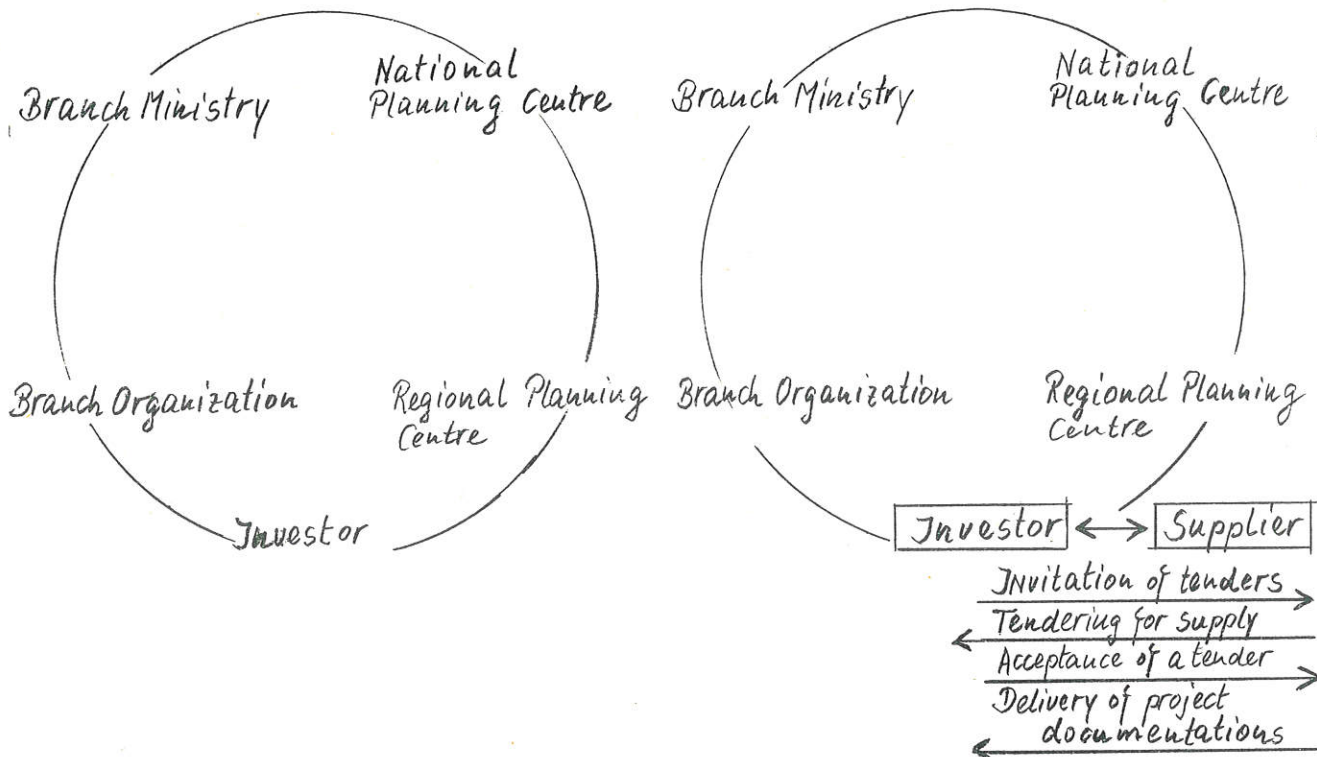 Branch Ministry
National
Planning Centre
Branch Organization
Regional Planning
Centre
Investor
Branch Ministry
National
Planning Centre
Branch Organization
Regional Planning
Centre
Investor
Supplier
Invitation of tenders
Tendering for supply
Acceptance of a tender
Delivery of project
documentations